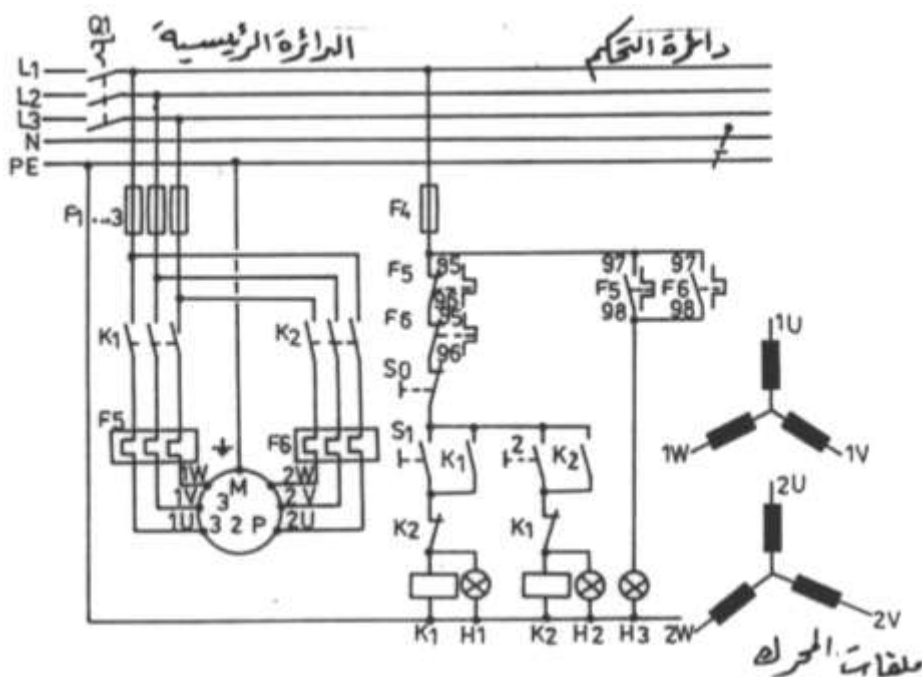 Q1 الدائرة الرئيسية دائرة التحكم
L1
L2
L3
N
PE
F1...3 F4
97 97
F5 95 F5 F6
96 98 98
F6 95
96
K1 K2 S0
1U
F5 F6 S1 2
K1 K2
1W 2W 1W 1V
M
1V 3 2V
1U 3 2 P 2U K2 K1 2U
2W 2V
K1 H1 K2 H2 H3
ملفات المحرك